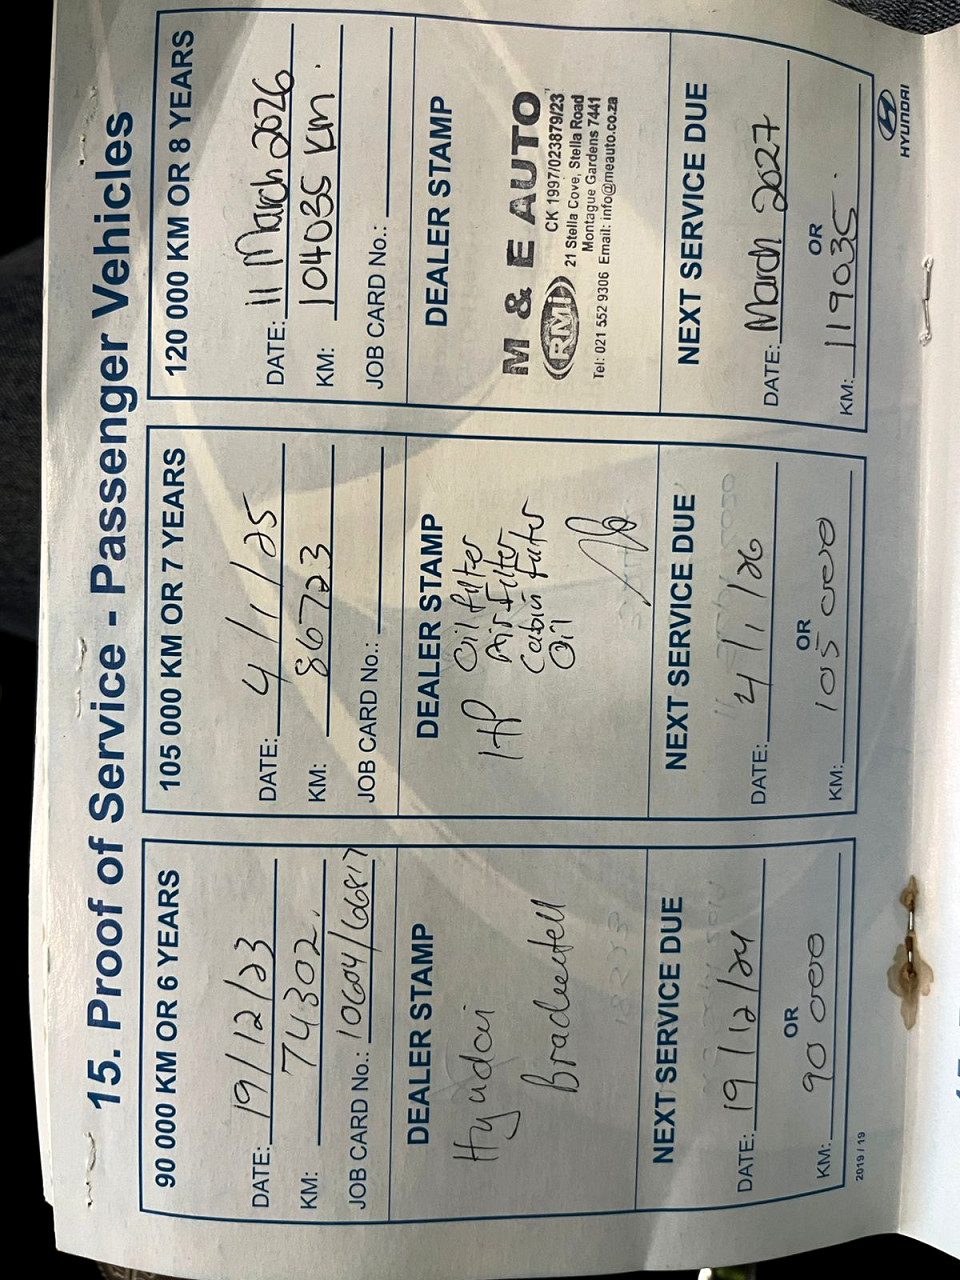 15. Proof of Service - Passenger Vehicles
90 000 KM OR 6 YEARS
DATE: 19/12/23
KM: 74302.
JOB CARD No.: 10604/66817
DEALER STAMP
Hyudai
NEXT SERVICE DUE
DATE: 19/12/24
OR
KM: 90 000
2019 / 19
105 000 KM OR 7 YEARS
DATE: 4/1/25
KM: 86723
JOB CARD No.:
DEALER STAMP
Oil filter
HP Air filter
Cabin filter
Oil
NEXT SERVICE DUE
DATE: 4/1/26
OR
KM: 105 000
120 000 KM OR 8 YEARS
DATE: 11 March 2026
KM: 104035 km.
JOB CARD No.:
DEALER STAMP
M & E AUTO
CK 1997/023879/23
RMi
21 Stella Cove, Stella Road
Montague Gardens 7441
Tel: 021 552 9306 Email: info@meauto.co.za
NEXT SERVICE DUE
DATE: March 2027
OR
KM: 119035.
HYUNDAI